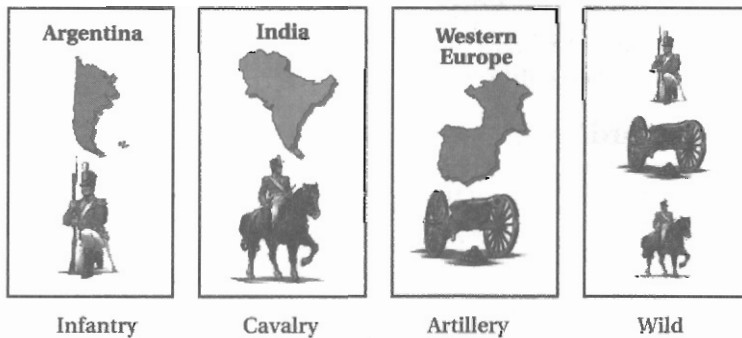 Argentina
India
Western
Europe
Infantry
Cavalry
Artillery
Wild